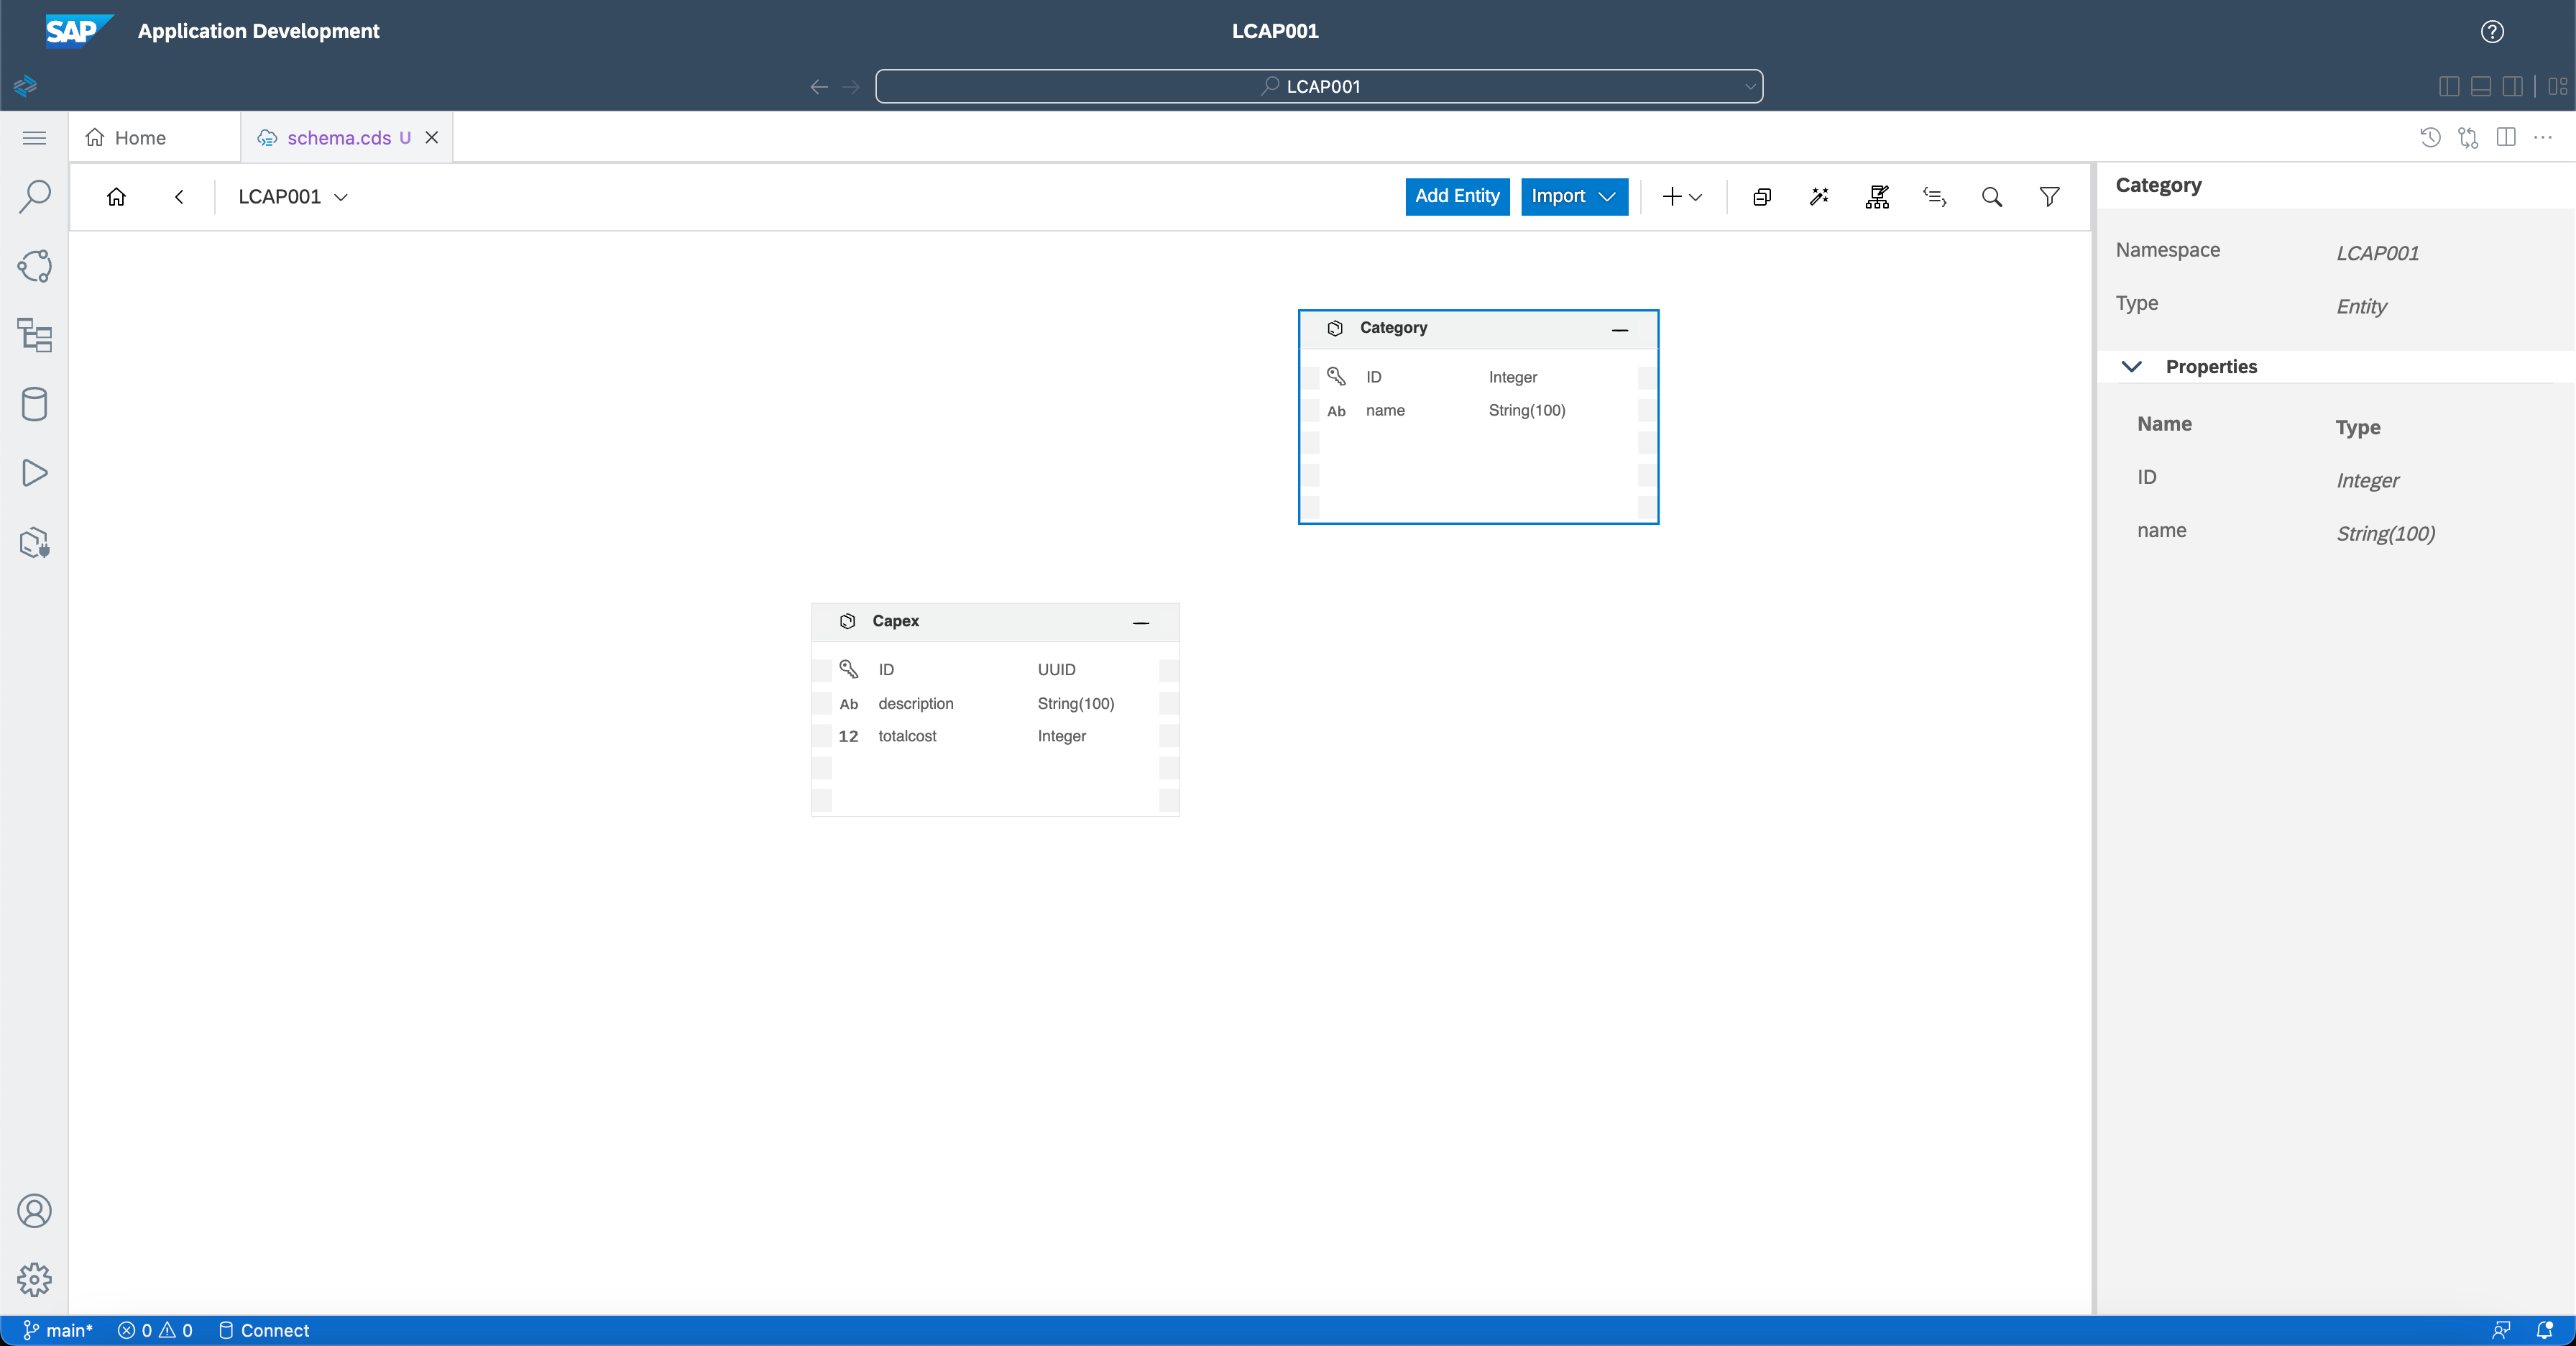 SAP Application Development LCAP001
LCAP001
Home schema.cds U
LCAP001 Add Entity Import
Category
Namespace LCAP001
Type Entity
Properties
Name Type
ID Integer
name String(100)
Category
ID Integer
Ab name String(100)
Capex
ID UUID
Ab description String(100)
12 totalcost Integer
main* 0 0 Connect